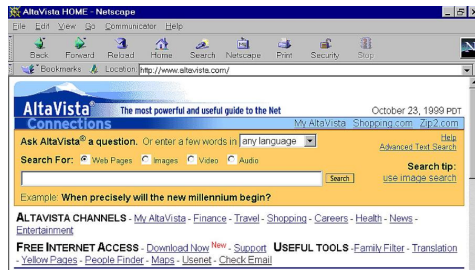 AltaVista HOME - Netscape
File Edit View Go Communicator Help
Back Forward Reload Home Search Netscape Print Security Stop
Bookmarks Location: http://www.altavista.com/
AltaVista® The most powerful and useful guide to the Net October 23, 1999 PDT
Connections My AltaVista Shopping.com Zip2.com
Ask AltaVista® a question. Or enter a few words in any language Help
Advanced Text Search
Search For: Web Pages Images Video Audio
Search tip:
Search use image search
Example: When precisely will the new millennium begin?
ALTAVISTA CHANNELS - My AltaVista - Finance - Travel - Shopping - Careers - Health - News -
Entertainment
FREE INTERNET ACCESS - Download Now New - Support USEFUL TOOLS - Family Filter - Translation
- Yellow Pages - People Finder - Maps - Usenet - Check Email